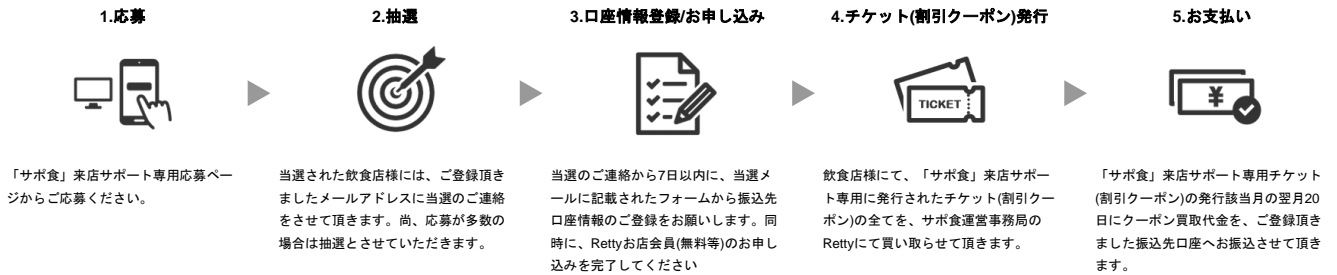 1.応募
2.抽選
3.口座情報登録/お申し込み
4.チケット(割引クーポン)発行
5.お支払い
TICKET
¥
「サポ食」来店サポート専用応募ペー
ジからご応募ください。
当選された飲食店様には、ご登録頂き
ましたメールアドレスに当選のご連絡
をさせて頂きます。尚、応募が多数の
場合は抽選とさせていただきます。
当選のご連絡から7日以内に、当選メ
ールに記載されたフォームから振込先
口座情報のご登録をお願いします。同
時に、Rettyお店会員(無料等)のお申し
込みを完了してください
飲食店様にて、「サポ食」来店サポー
ト専用に発行されたチケット(割引クー
ポン)の全てを、サポ食運営事務局の
Rettyにて買い取らせて頂きます。
「サポ食」来店サポート専用チケット
(割引クーポン)の発行該当月の翌月20
日にクーポン買取代金を、ご登録頂き
ました振込先口座へお振込させて頂き
ます。